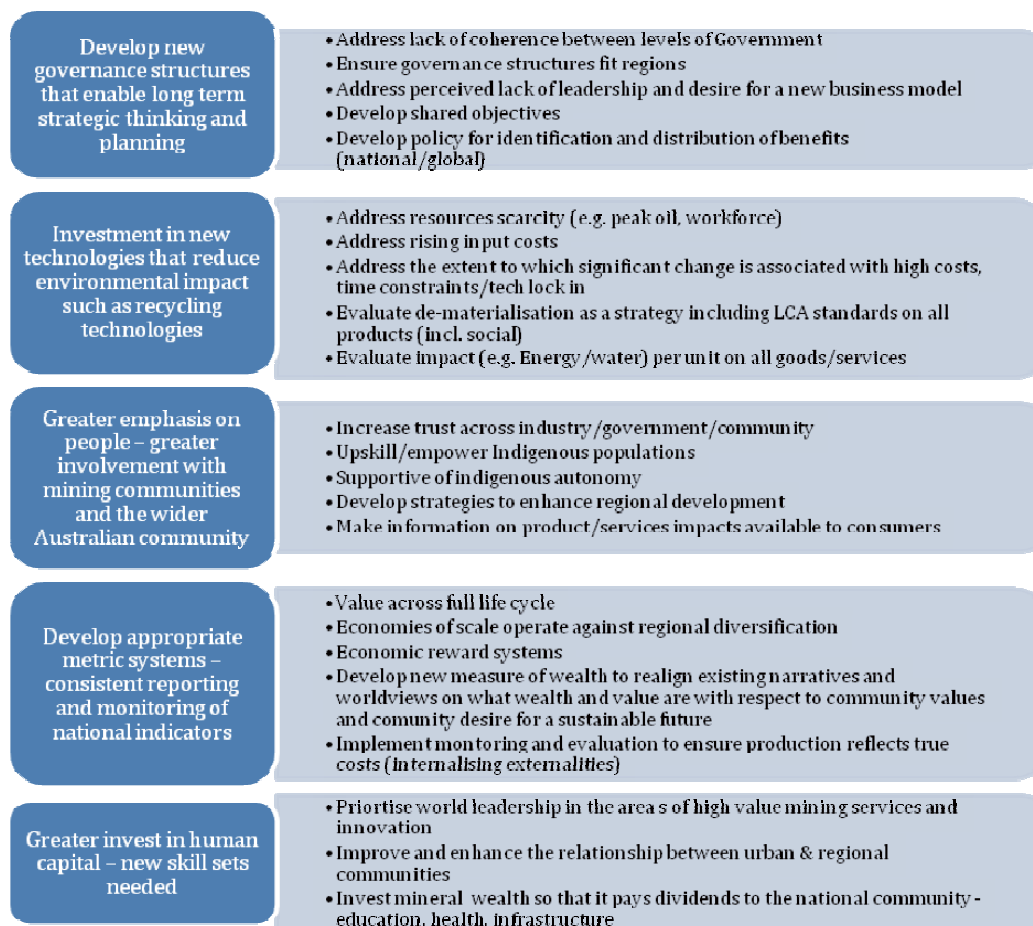 Develop new
governance structures
that enable long term
strategic thinking and
planning
• Address lack of coherence between levels of Government
• Ensure governance structures fit regions
• Address perceived lack of leadership and desire for a new business model
• Develop shared objectives
• Develop policy for identification and distribution of benefits
(national/global)
Investment in new
technologies that reduce
environmental impact
such as recycling
technologies
• Address resources scarcity (e.g. peak oil, workforce)
• Address rising input costs
• Address the extent to which significant change is associated with high costs,
time constraints/tech lock in
• Evaluate de-materialisation as a strategy including LCA standards on all
products (incl. social)
• Evaluate impact (e.g. Energy/water) per unit on all goods/services
Greater emphasis on
people – greater
involvement with
mining communities
and the wider
Australian community
• Increase trust across industry/government/community
• Upskill/empower Indigenous populations
• Supportive of indigenous autonomy
• Develop strategies to enhance regional development
• Make information on product/services impacts available to consumers
Develop appropriate
metric systems –
consistent reporting
and monitoring of
national indicators
• Value across full life cycle
• Economies of scale operate against regional diversification
• Economic reward systems
• Develop new measure of wealth to realign existing narratives and
worldviews on what wealth and value are with respect to community values
and comunity desire for a sustainable future
• Implement montoring and evaluation to ensure production reflects true
costs (internalising externalities)
Greater invest in human
capital – new skill sets
needed
• Priortise world leadership in the areas of high value mining services and
innovation
• Improve and enhance the relationship between urban & regional
communities
• Invest mineral wealth so that it pays dividends to the national community -
education, health, infrastructure